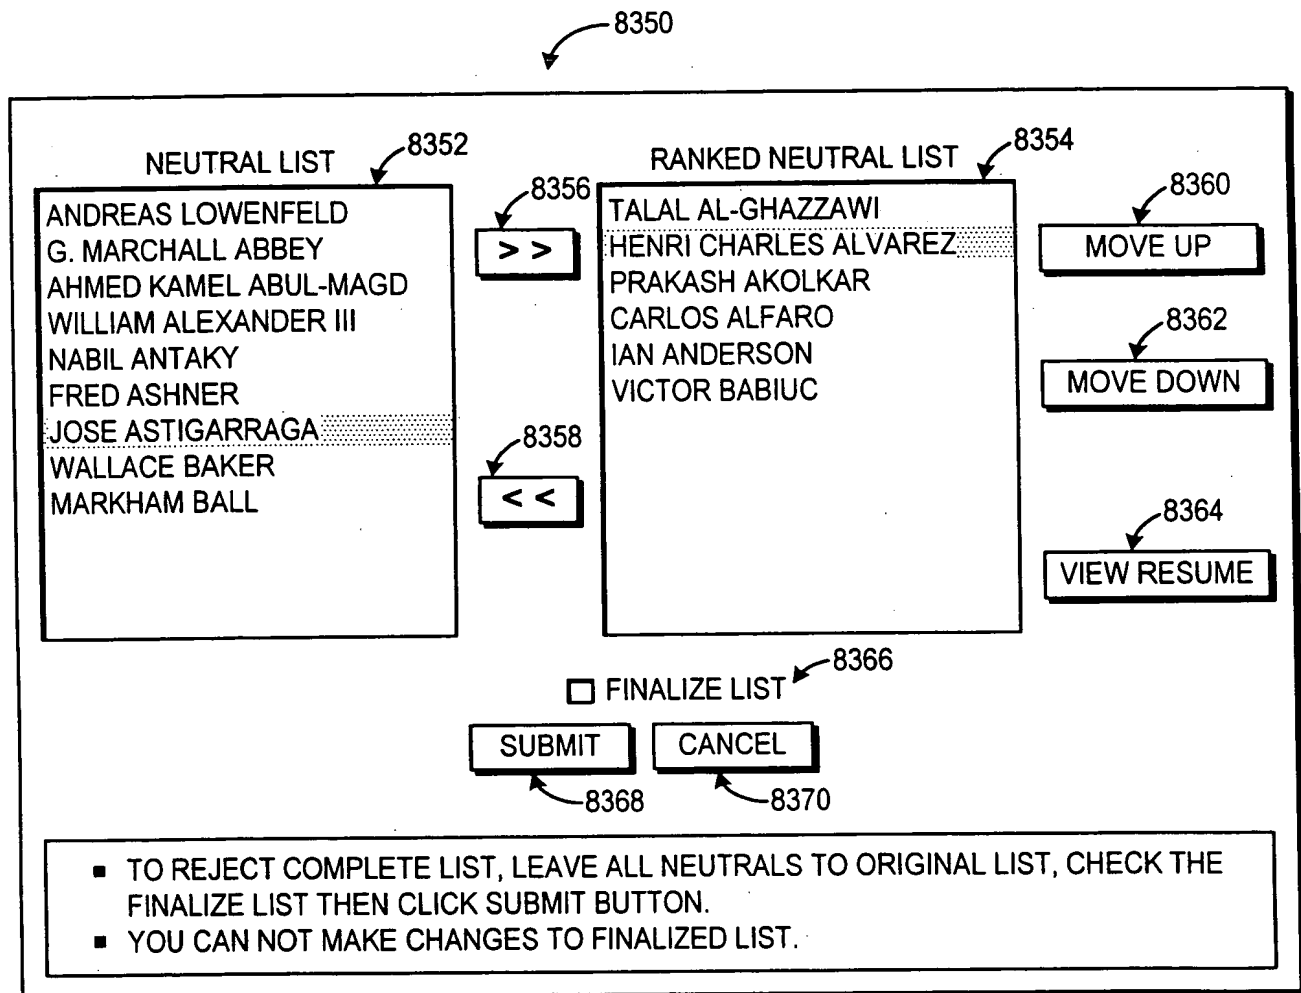 8350
NEUTRAL LIST
8352
ANDREAS LOWENFELD
G. MARCHALL ABBEY
AHMED KAMEL ABUL-MAGD
WILLIAM ALEXANDER III
NABIL ANTAKY
FRED ASHNER
JOSE ASTIGARRAGA
WALLACE BAKER
MARKHAM BALL
8356
> >
8358
< <
RANKED NEUTRAL LIST
8354
TALAL AL-GHAZZAWI
HENRI CHARLES ALVAREZ
PRAKASH AKOLKAR
CARLOS ALFARO
IAN ANDERSON
VICTOR BABIUC
8360
MOVE UP
8362
MOVE DOWN
8364
VIEW RESUME
8366
FINALIZE LIST
SUBMIT
CANCEL
8368
8370
▪ TO REJECT COMPLETE LIST, LEAVE ALL NEUTRALS TO ORIGINAL LIST, CHECK THE
FINALIZE LIST THEN CLICK SUBMIT BUTTON.
▪ YOU CAN NOT MAKE CHANGES TO FINALIZED LIST.